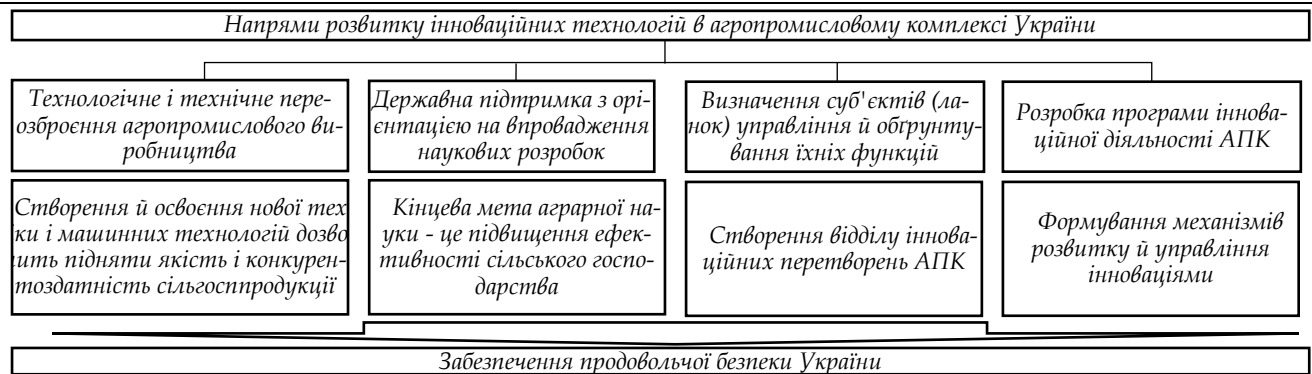 Напрями розвитку інноваційних технологій в агропромисловому комплексі України
Технологічне і технічне пере-
озброєння агропромислового ви-
робництва
Державна підтримка з орі-
єнтацією на впровадження
наукових розробок
Визначення суб'єктів (ла-
нок) управління й обґрунту-
вання їхніх функцій
Розробка програми іннова-
ційної діяльності АПК
Створення й освоєння нової тех
ки і машинних технологій дозво
ить підняти якість і конкурен-
тоздатність сільгосппродукції
Кінцева мета аграрної на-
уки - це підвищення ефек-
тивності сільського госпо-
дарства
Створення відділу іннова-
ційних перетворень АПК
Формування механізмів
розвитку й управління
інноваціями
Забезпечення продовольчої безпеки України